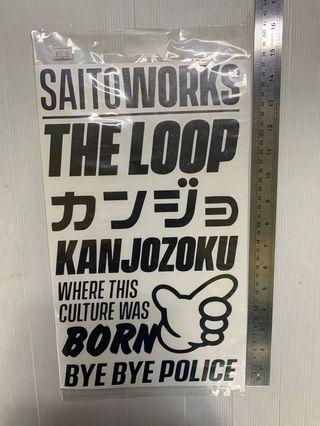 SAITOWORKS
THE LOOP
カンジョ
KANJOZOKU
WHERE THIS
CULTURE WAS
BORN
BYE BYE POLICE